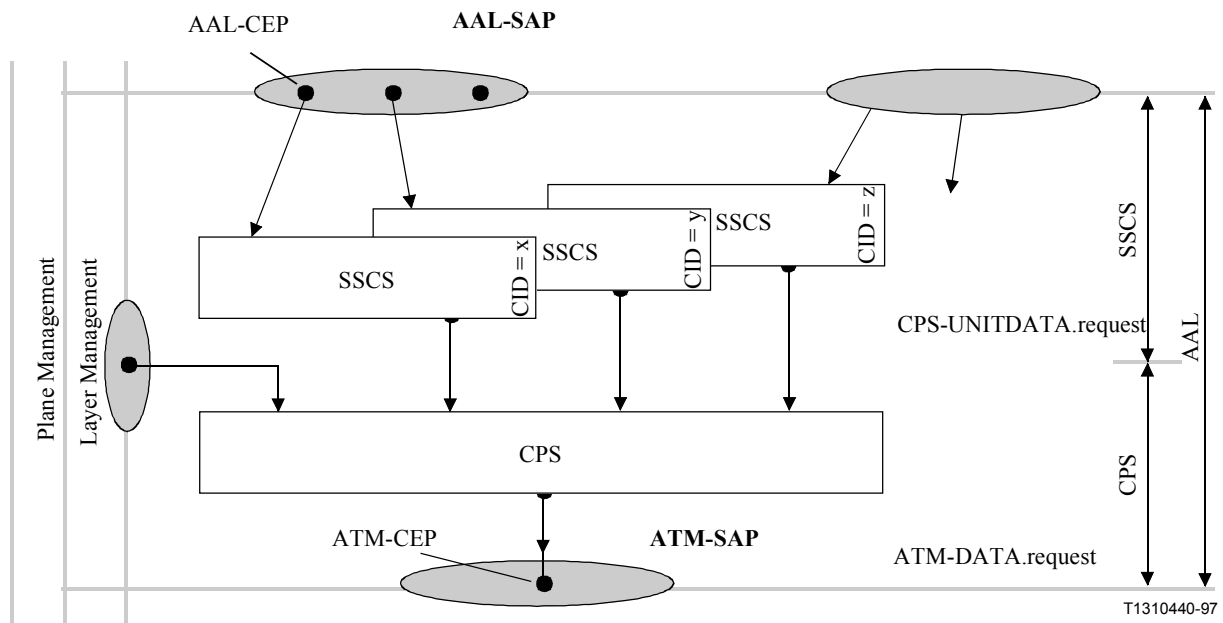 AAL-CEP
AAL-SAP
CID = z
SSCS
CID = y
SSCS
CID = x
SSCS
SSCS
CPS-UNITDATA.request
AAL
Plane Management
Layer Management
CPS
CPS
ATM-CEP
ATM-SAP
ATM-DATA.request
T1310440-97